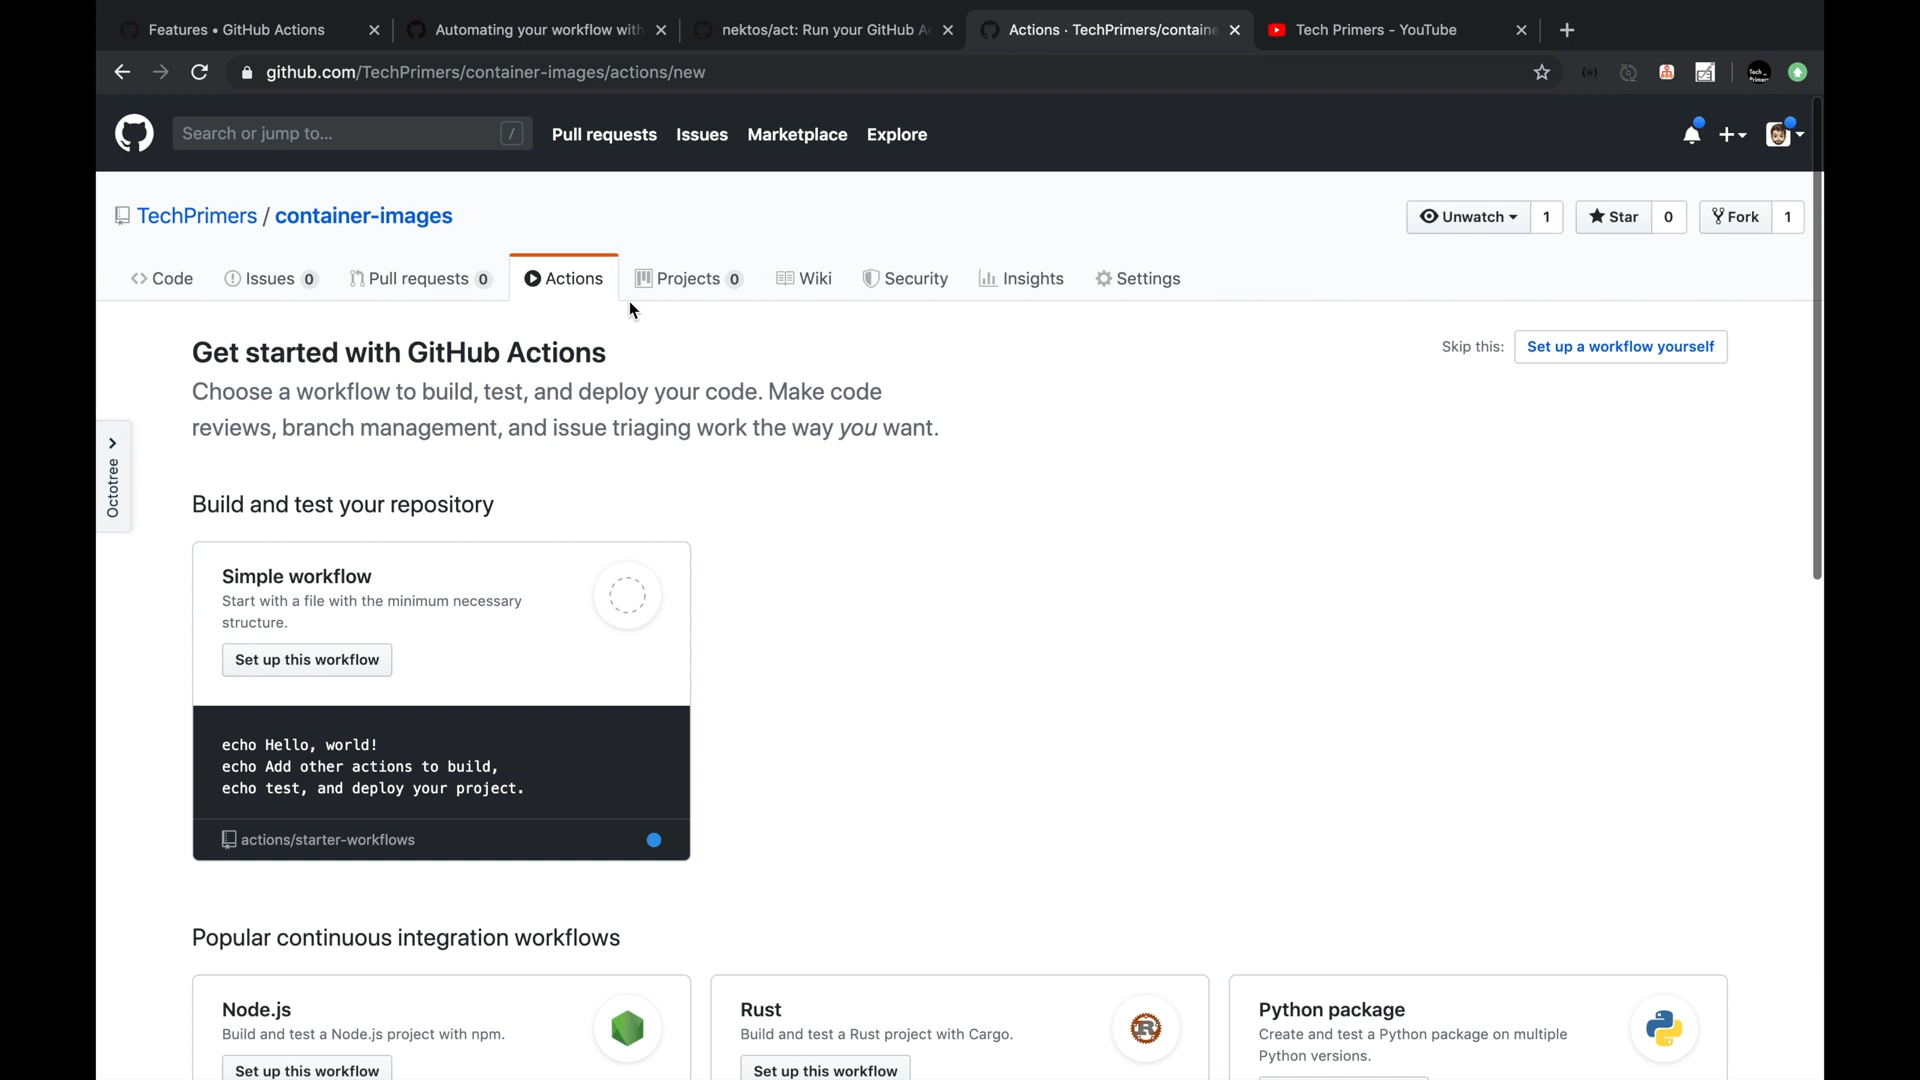 Features • GitHub Actions
Automating your workflow with
nektos/act: Run your GitHub Ac
Actions · TechPrimers/containe
Tech Primers - YouTube
github.com/TechPrimers/container-images/actions/new
Search or jump to...
/
Pull requests
Issues
Marketplace
Explore
TechPrimers / container-images
Unwatch 1
Star 0
Fork 1
Code
Issues 0
Pull requests 0
Actions
Projects 0
Wiki
Security
Insights
Settings
Get started with GitHub Actions
Skip this: Set up a workflow yourself
Choose a workflow to build, test, and deploy your code. Make code
reviews, branch management, and issue triaging work the way you want.
Octotree
Build and test your repository
Simple workflow
Start with a file with the minimum necessary
structure.
Set up this workflow
echo Hello, world!
echo Add other actions to build,
echo test, and deploy your project.
actions/starter-workflows
Popular continuous integration workflows
Node.js
Build and test a Node.js project with npm.
Set up this workflow
Rust
Build and test a Rust project with Cargo.
Set up this workflow
Python package
Create and test a Python package on multiple
Python versions.